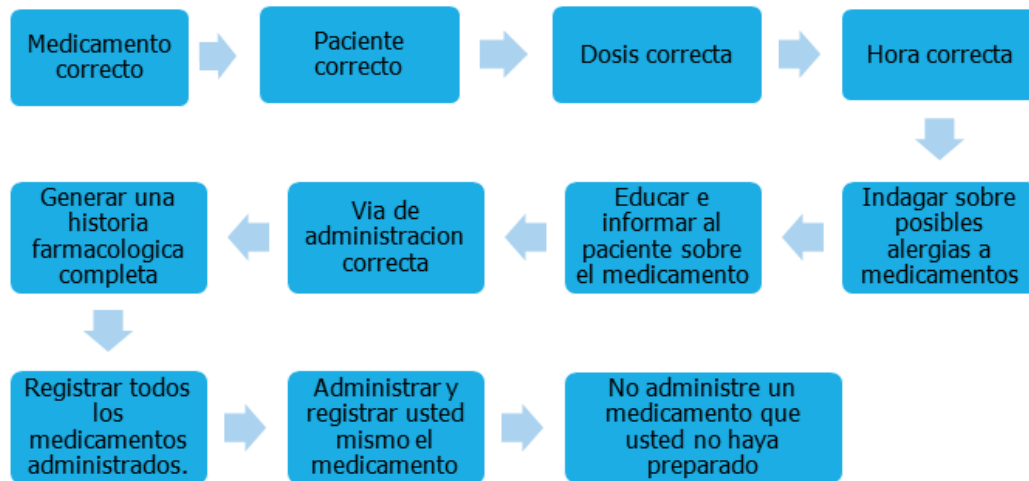 Medicamento
correcto
Paciente
correcto
Dosis correcta
Hora correcta
Indagar sobre
posibles
alergias a
medicamentos
Educar e
informar al
paciente sobre
el medicamento
Via de
administracion
correcta
Generar una
historia
farmacologica
completa
Registrar todos
los
medicamentos
administrados.
Administrar y
registrar usted
mismo el
medicamento
No administre un
medicamento que
usted no haya
preparado